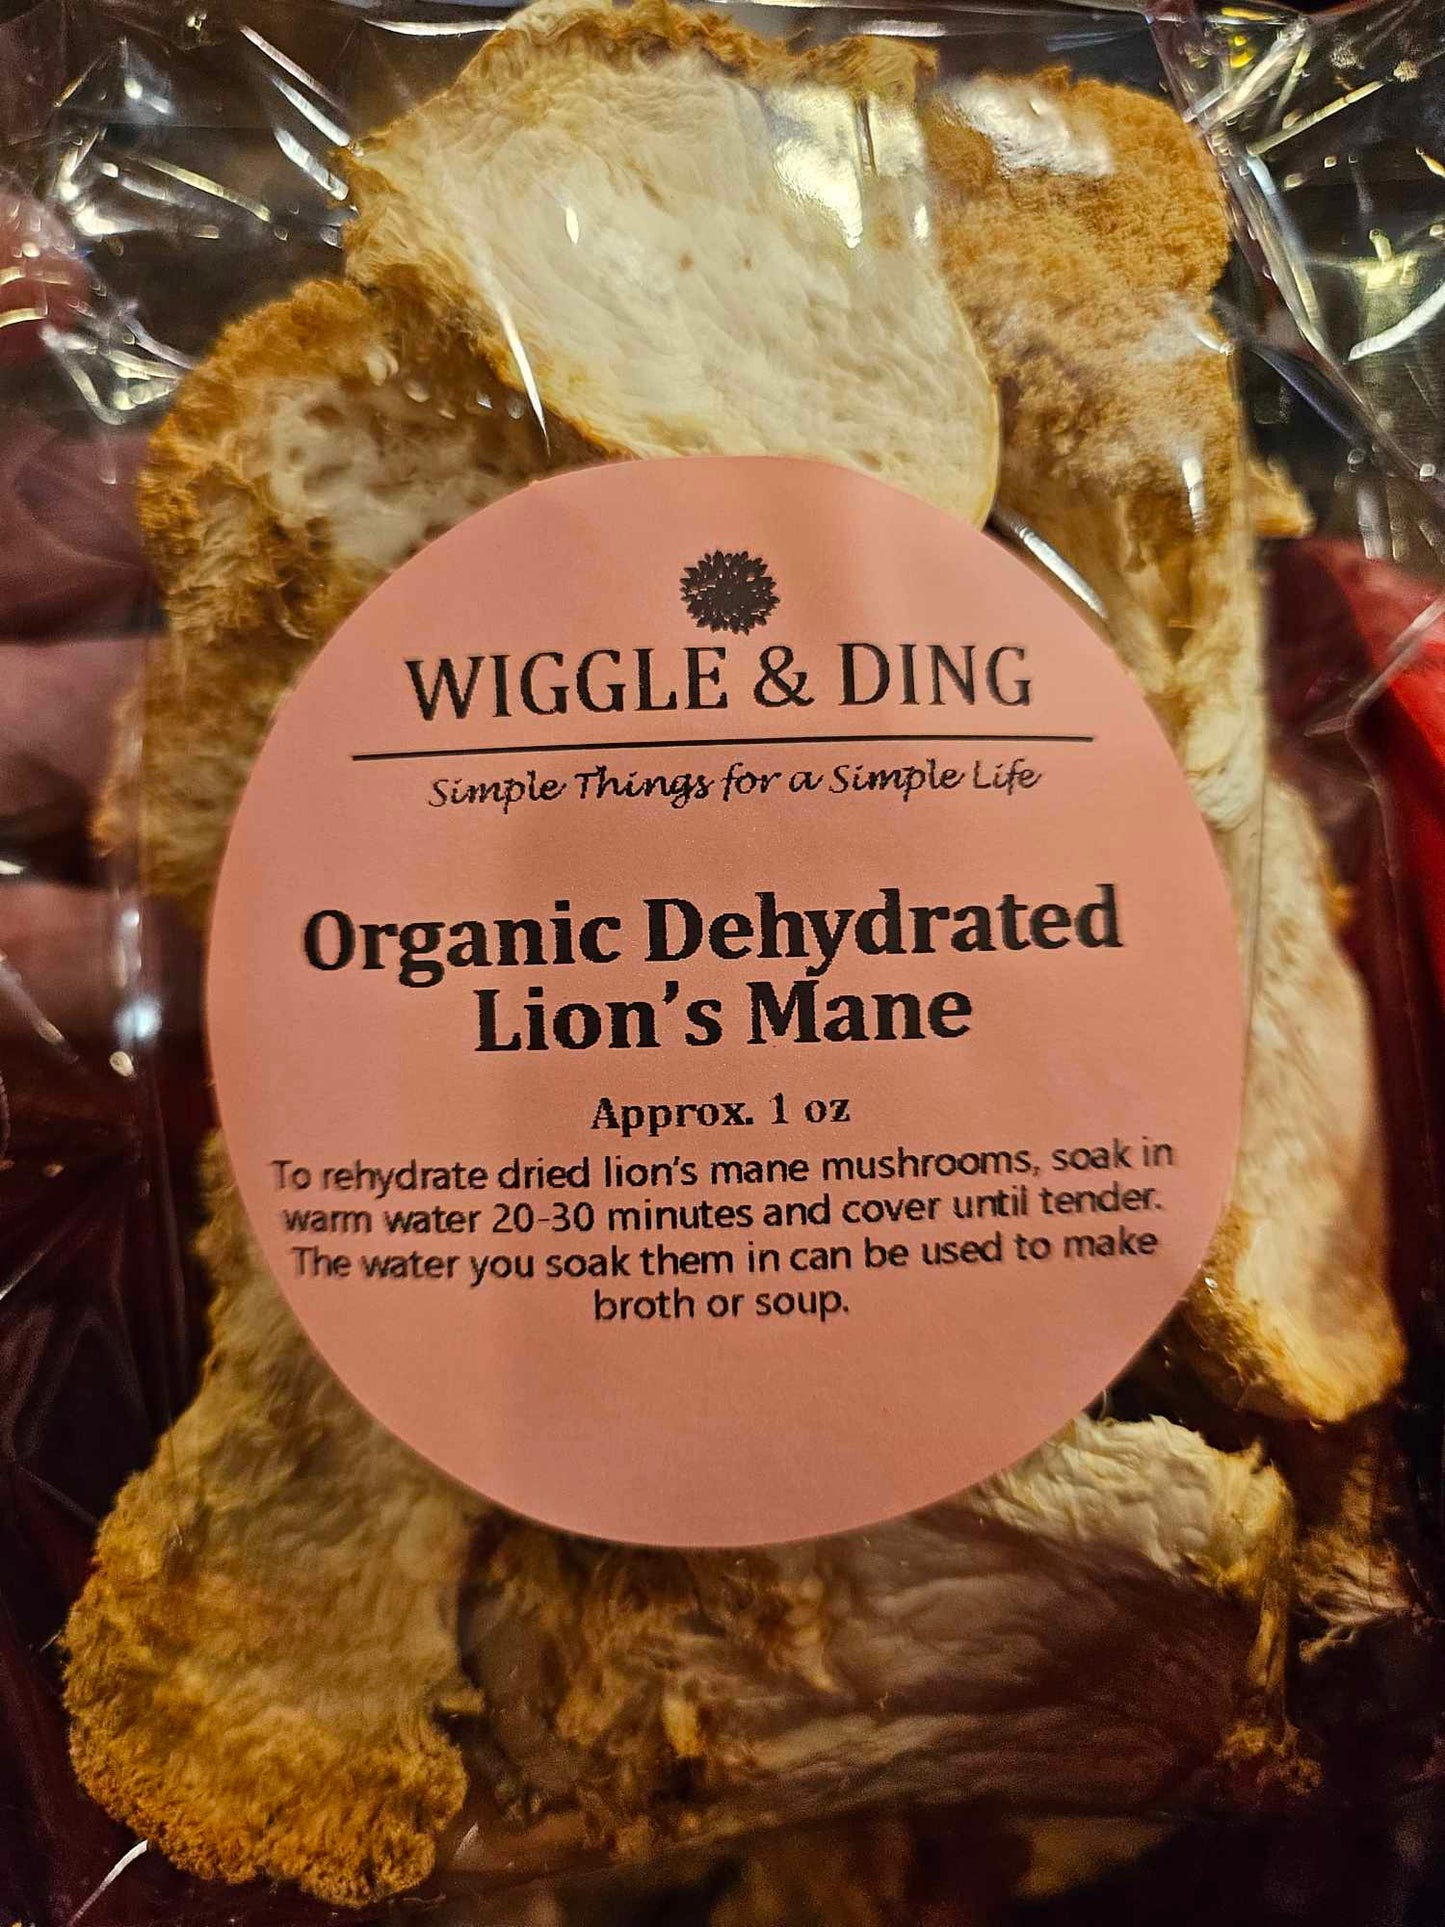 WIGGLE & DING
Simple Things for a Simple Life
Organic Dehydrated
Lion's Mane
Approx. 1 oz
To rehydrate dried lion's mane mushrooms, soak in
warm water 20-30 minutes and cover until tender.
The water you soak them in can be used to make
broth or soup.